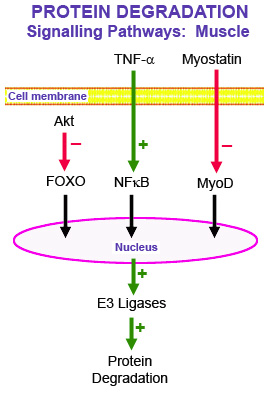 PROTEIN DEGRADATION
Signalling Pathways: Muscle
TNF-α Myostatin
Cell membrane
Akt
+
− −
FOXO NFκB MyoD
Nucleus
+
E3 Ligases
+
Protein
Degradation